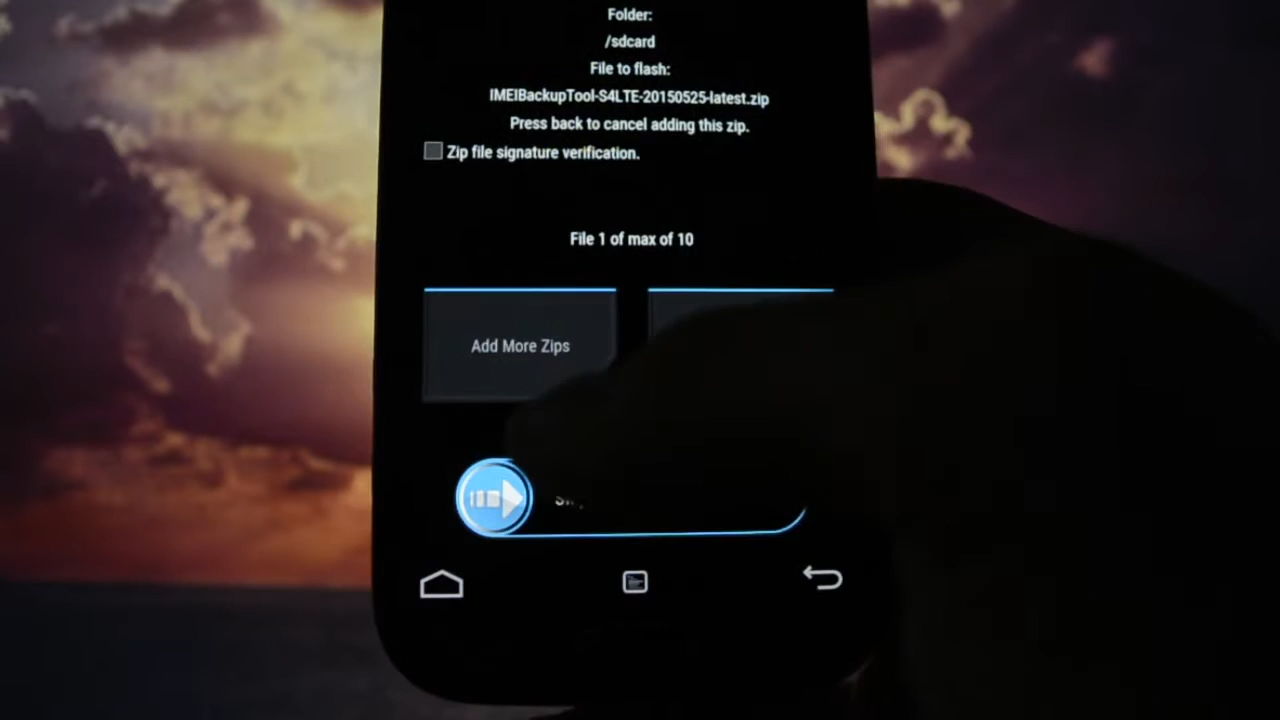 Folder:
/sdcard
File to flash:
IMEIBackupTool-S4LTE-20150525-latest.zip
Press back to cancel adding this zip.
Zip file signature verification.
File 1 of max of 10
Add More Zips